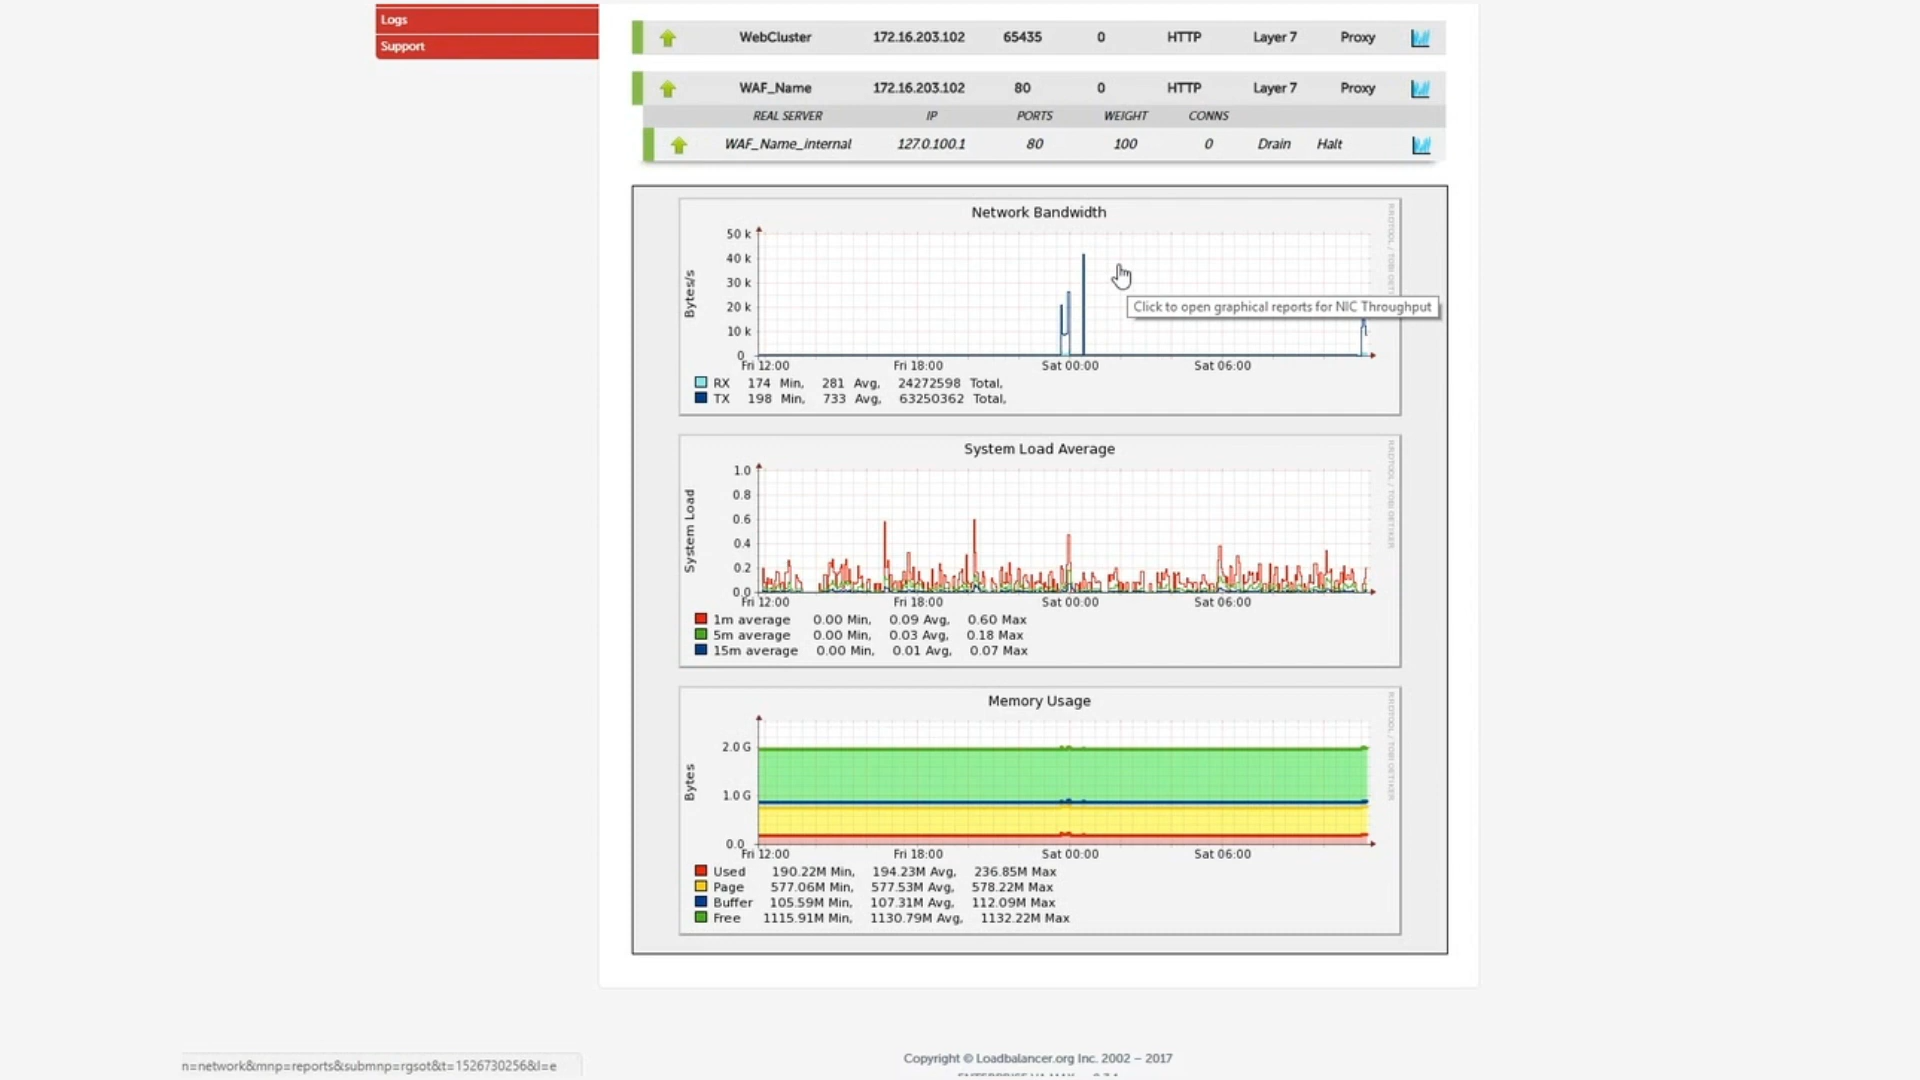 Logs
Support
WebCluster 172.16.203.102 65435 0 HTTP Layer 7 Proxy
WAF_Name 172.16.203.102 80 0 HTTP Layer 7 Proxy
REAL SERVER IP PORTS WEIGHT CONNS
WAF_Name_internal 127.0.100.1 80 100 0 Drain Halt
Network Bandwidth
RRDTOOL / TOBI OETI
Bytes/s
50 k
40 k
30 k
20 k
10 k
0
Click to open graphical reports for NIC Throughput
Fri 12:00 Fri 18:00 Sat 00:00 Sat 06:00
RX 174 Min, 281 Avg, 24272598 Total,
TX 198 Min, 733 Avg, 63250362 Total,
System Load Average
RRDTOOL / TOBI OETIKER
System Load
1.0
0.8
0.6
0.4
0.2
0.0
Fri 12:00 Fri 18:00 Sat 00:00 Sat 06:00
1m average 0.00 Min, 0.09 Avg, 0.60 Max
5m average 0.00 Min, 0.03 Avg, 0.18 Max
15m average 0.00 Min, 0.01 Avg, 0.07 Max
Memory Usage
RRDTOOL / TOBI OETIKER
Bytes
2.0 G
1.0 G
0.0
Fri 12:00 Fri 18:00 Sat 00:00 Sat 06:00
Used 190.22M Min, 194.23M Avg, 236.85M Max
Page 577.06M Min, 577.53M Avg, 578.22M Max
Buffer 105.59M Min, 107.31M Avg, 112.09M Max
Free 1115.91M Min, 1130.79M Avg, 1132.22M Max
Copyright © Loadbalancer.org Inc. 2002 – 2017
n=network&mnp=reports&submnp=rgsot&t=1526730256&l=e